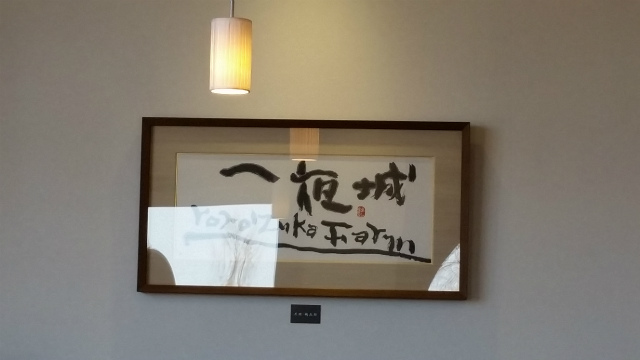 一夜城
Yoroizuka Farm